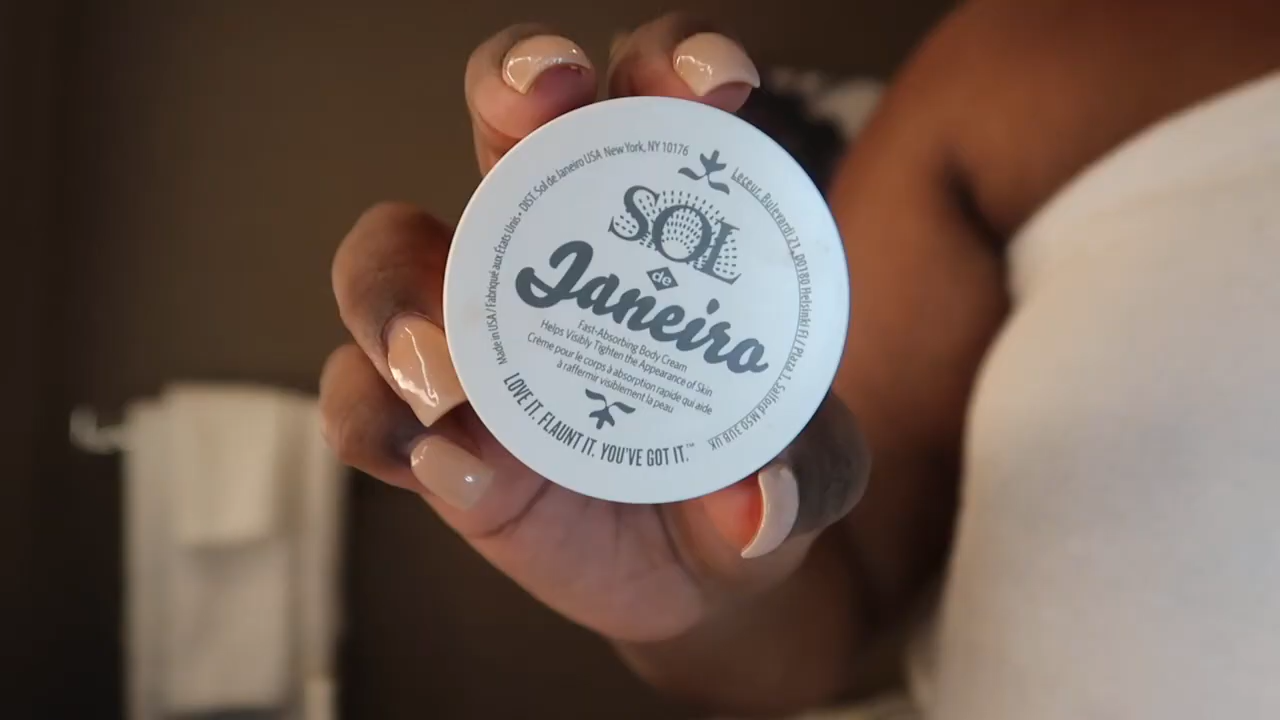 Made in USA / Fabriqué aux États Unis • DIST. Sol de Janeiro USA New York, NY 10176
Leceur, Bulevardi 21, 00180 Helsinki FI / Plaza 1, Salford, M50 3UB UK
SOL
de
Janeiro
Fast-Absorbing Body Cream
Helps Visibly Tighten the Appearance of Skin
Crème pour le corps à absorption rapide qui aide
à raffermir visiblement la peau
LOVE IT. FLAUNT IT. YOU'VE GOT IT.™